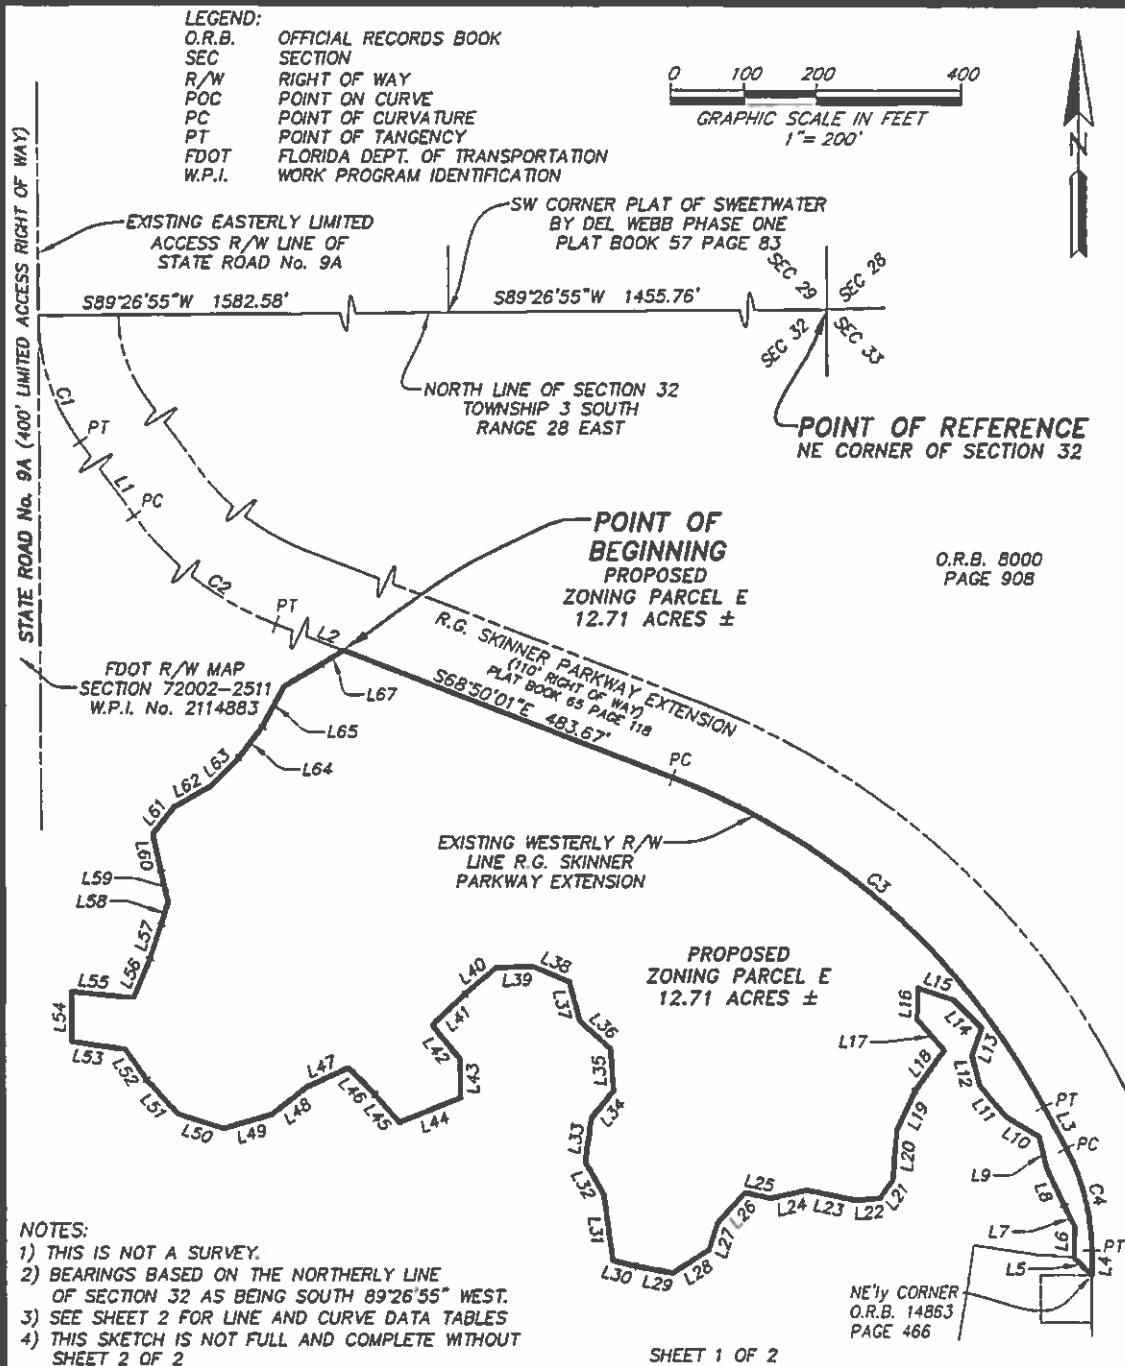 LEGEND:
O.R.B. OFFICIAL RECORDS BOOK
SEC SECTION
R/W RIGHT OF WAY
POC POINT ON CURVE
PC POINT OF CURVATURE
PT POINT OF TANGENCY
FDOT FLORIDA DEPT. OF TRANSPORTATION
W.P.I. WORK PROGRAM IDENTIFICATION
0 100 200 400
GRAPHIC SCALE IN FEET
1"= 200'
N
STATE ROAD No. 9A (400' LIMITED ACCESS RIGHT OF WAY)
EXISTING EASTERLY LIMITED
ACCESS R/W LINE OF
STATE ROAD No. 9A
SW CORNER PLAT OF SWEETWATER
BY DEL WEBB PHASE ONE
PLAT BOOK 57 PAGE 83
SEC 29
SEC 28
S89°26'55"W 1582.58'
S89°26'55"W 1455.76'
SEC 32
SEC 33
NORTH LINE OF SECTION 32
TOWNSHIP 3 SOUTH
RANGE 28 EAST
POINT OF REFERENCE
NE CORNER OF SECTION 32
C1
PT
L1
PC
C2
PT
L2
POINT OF
BEGINNING
PROPOSED
ZONING PARCEL E
12.71 ACRES ±
O.R.B. 8000
PAGE 908
R.G. SKINNER PARKWAY EXTENSION
(110' RIGHT OF WAY)
PLAT BOOK 65 PAGE 118
S68°50'01"E 483.67'
FDOT R/W MAP
SECTION 72002-2511
W.P.I. No. 2114883
L67
L65
L64
L63
L62
L61
L60
L59
L58
L57
L56
L55
L54
L53
L52
L51
L50
L49
L48
L47
L46
L45
L44
L43
L42
L41
L40
L39
L38
L37
L36
L35
L34
L33
L32
L31
L30
L29
L28
L27
L26
L25
L24
L23
L22
L21
L20
L19
L18
L17
L16
L15
L14
L13
L12
L11
L10
L9
L8
L7
L6
L5
L4
PC
EXISTING WESTERLY R/W
LINE R.G. SKINNER
PARKWAY EXTENSION
C3
PROPOSED
ZONING PARCEL E
12.71 ACRES ±
PT
L3
PC
C4
PT
NE'ly CORNER
O.R.B. 14863
PAGE 466
NOTES:
1) THIS IS NOT A SURVEY.
2) BEARINGS BASED ON THE NORTHERLY LINE
OF SECTION 32 AS BEING SOUTH 89°26'55" WEST.
3) SEE SHEET 2 FOR LINE AND CURVE DATA TABLES
4) THIS SKETCH IS NOT FULL AND COMPLETE WITHOUT
SHEET 2 OF 2
SHEET 1 OF 2